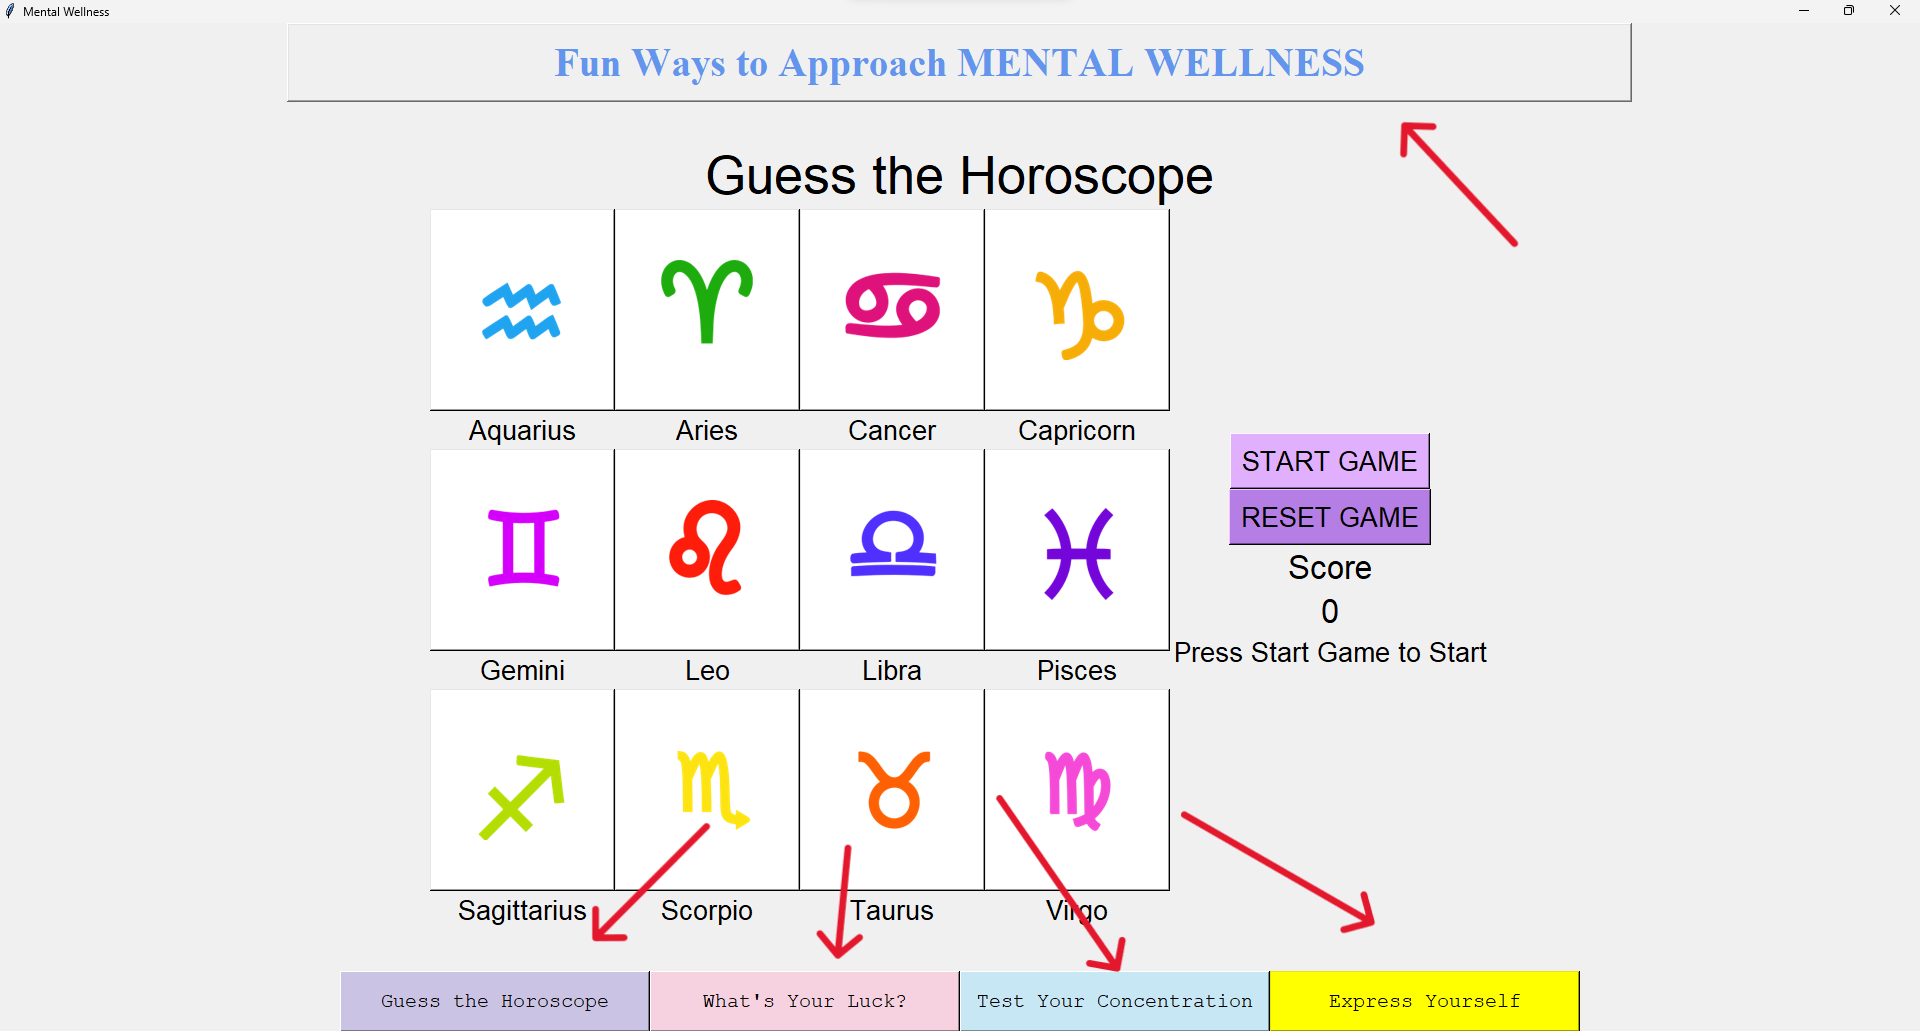 Mental Wellness
Fun Ways to Approach MENTAL WELLNESS
Guess the Horoscope
Aquarius Aries Cancer Capricorn
START GAME
RESET GAME
Score
0
Press Start Game to Start
Gemini Leo Libra Pisces
Sagittarius Scorpio Taurus Virgo
Guess the Horoscope What's Your Luck? Test Your Concentration Express Yourself